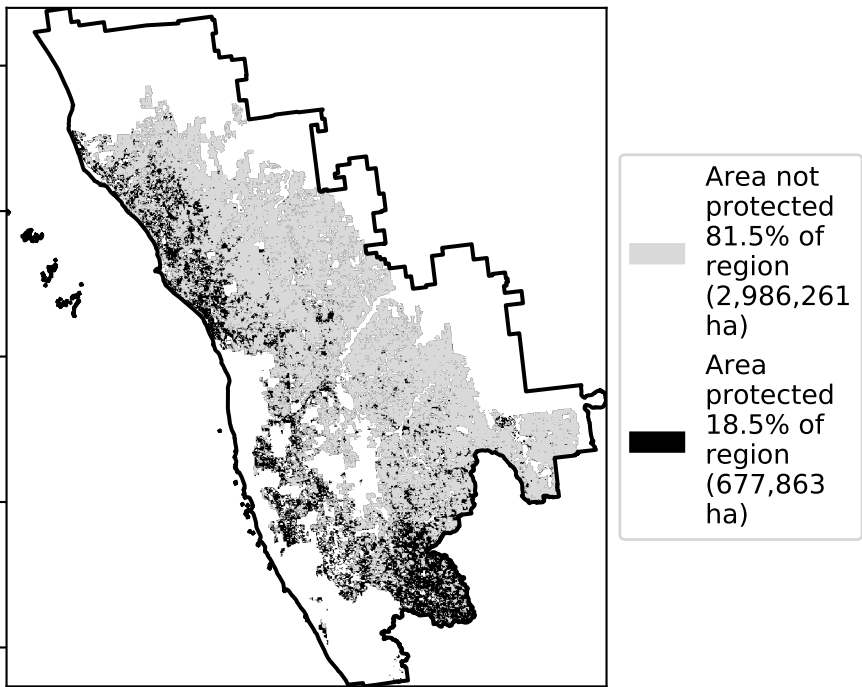 Area not
protected
81.5% of
region
(2,986,261
ha)
Area
protected
18.5% of
region
(677,863
ha)